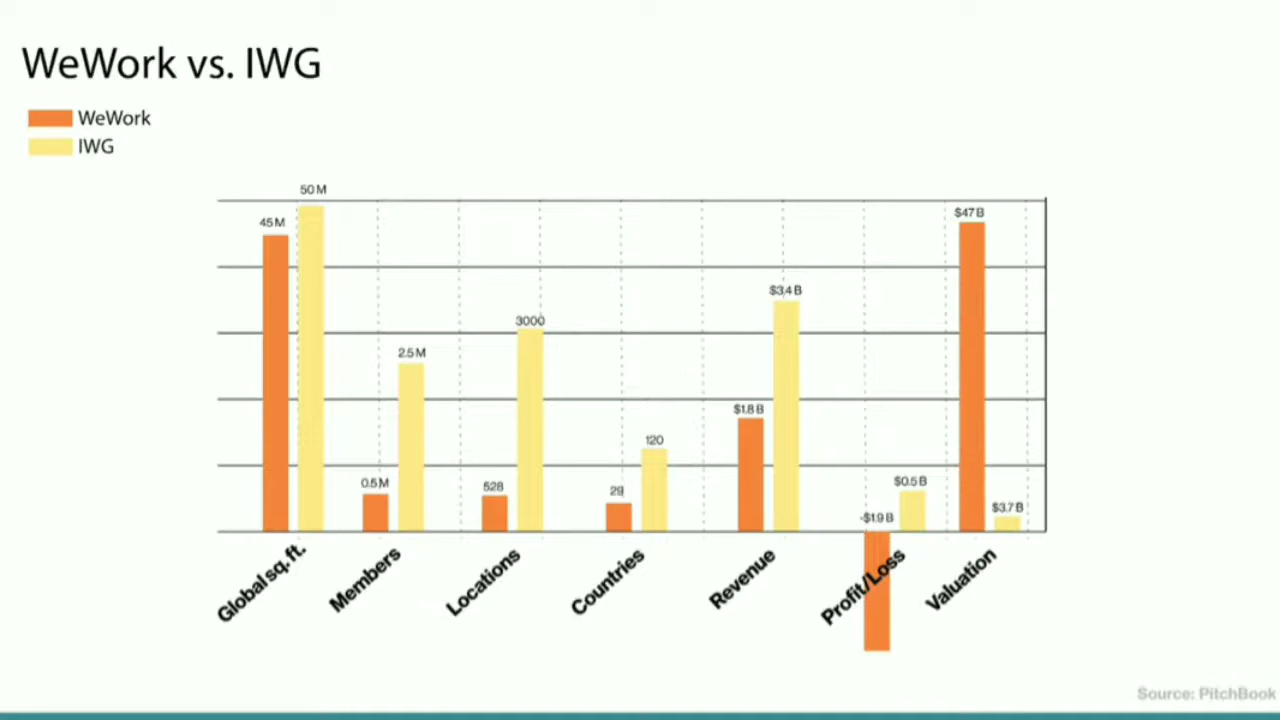 WeWork vs. IWG
WeWork
IWG
50 M
45 M
$47 B
$3.4 B
3000
2.5 M
$1.8 B
120
0.5 M
528
29
$0.5 B
-$1.9 B
$3.7 B
Global sq. ft.
Members
Locations
Countries
Revenue
Profit/Loss
Valuation
Source: PitchBook